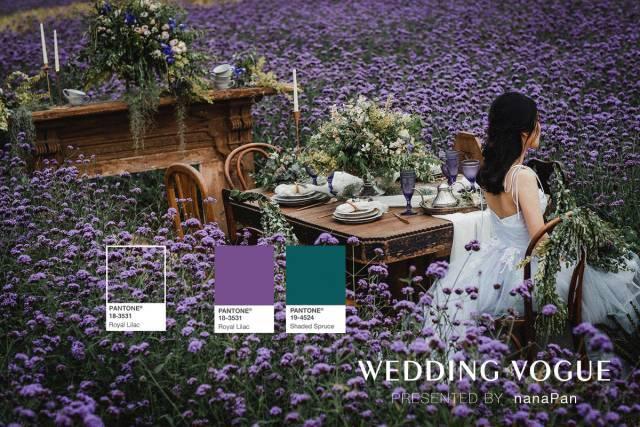 PANTONE®
18-3531
Royal Lilac
PANTONE®
18-3531
Royal Lilac
PANTONE®
19-4524
Shaded Spruce
WEDDING VOGUE
PRESENTED BY nanaPan